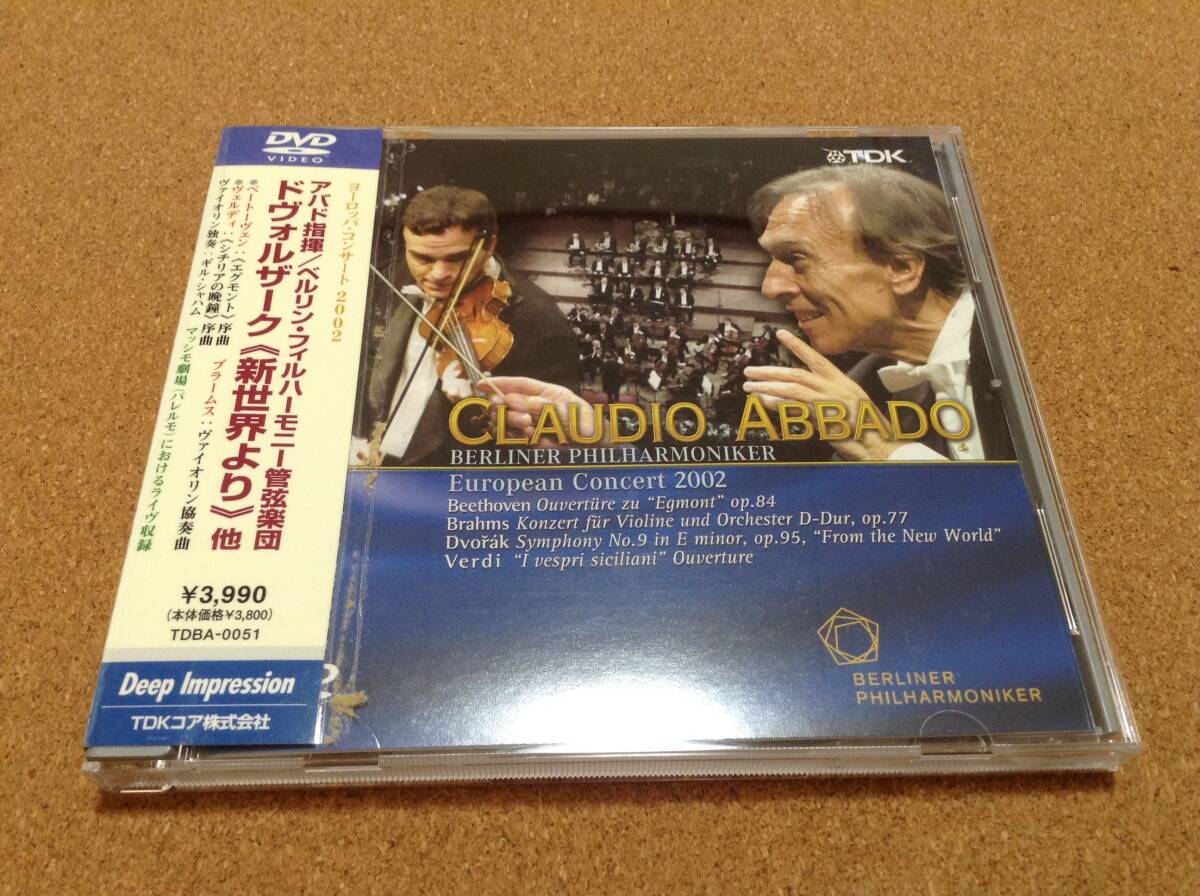 DVD
VIDEO
ヨーロッパ・コンサート 2002
アバド指揮/ベルリン・フィルハーモニー管弦楽団
ドヴォルザーク《新世界より》他
●ベートーヴェン:《エグモント》序曲 ブラームス:ヴァイオリン協奏曲
●ヴェルディ:《シチリアの晩鐘》序曲
ヴァイオリン独奏:ギル・シャハム マッシモ劇場(パレルモ)におけるライヴ収録
¥3,990
(本体価格¥3,800)
TDBA-0051
Deep Impression
TDKコア株式会社
TDK
CLAUDIO ABBADO
BERLINER PHILHARMONIKER
European Concert 2002
Beethoven Ouvertüre zu "Egmont" op.84
Brahms Konzert für Violine und Orchester D-Dur, op.77
Dvořák Symphony No.9 in E minor, op.95, "From the New World"
Verdi "I vespri siciliani" Ouverture
BERLINER
PHILHARMONIKER